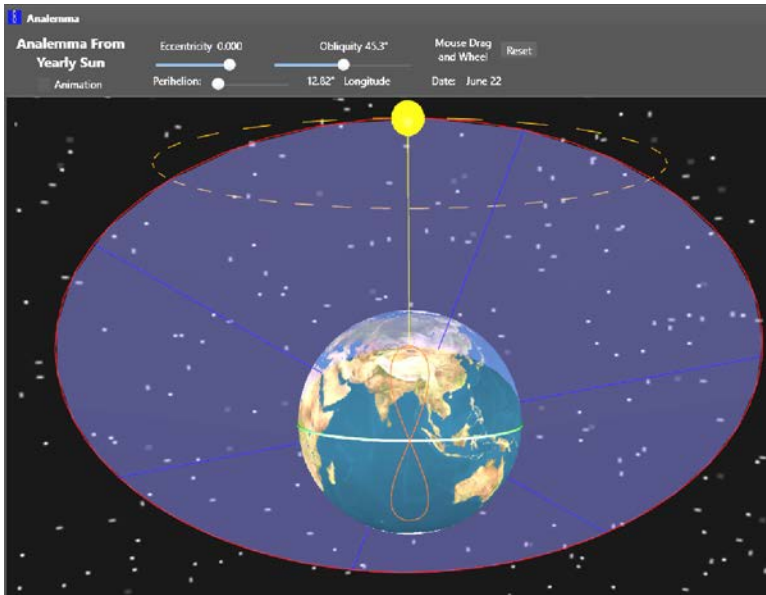 Analemma
Analemma From
Yearly Sun
Animation
Eccentricity 0.000
Perihelion:
Obliquity 45.3°
12.82° Longitude
Mouse Drag
and Wheel
Reset
Date: June 22